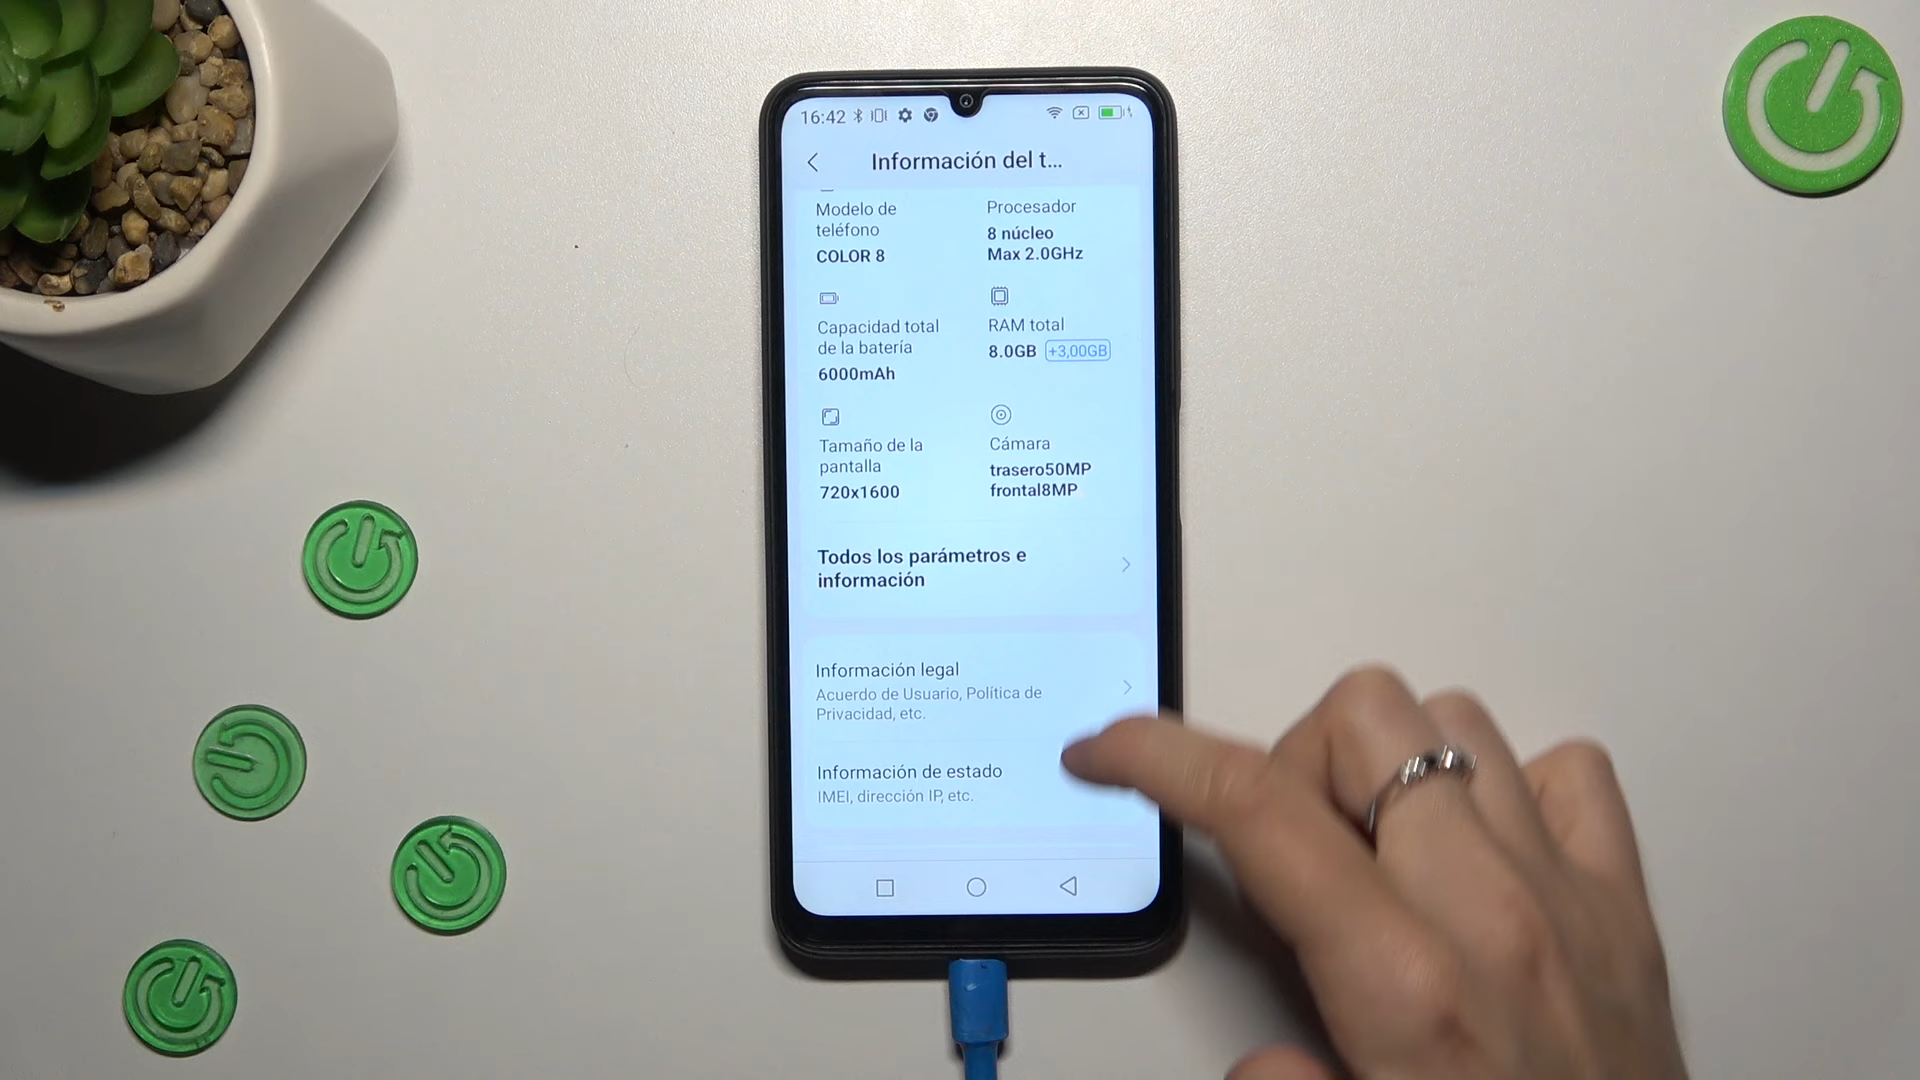 16:42
Información del t...
Modelo de
teléfono
COLOR 8
Procesador
8 núcleo
Max 2.0GHz
Capacidad total
de la batería
6000mAh
RAM total
8.0GB +3,00GB
Tamaño de la
pantalla
720x1600
Cámara
trasero50MP
frontal8MP
Todos los parámetros e
información
Información legal
Acuerdo de Usuario, Política de
Privacidad, etc.
Información de estado
IMEI, dirección IP, etc.